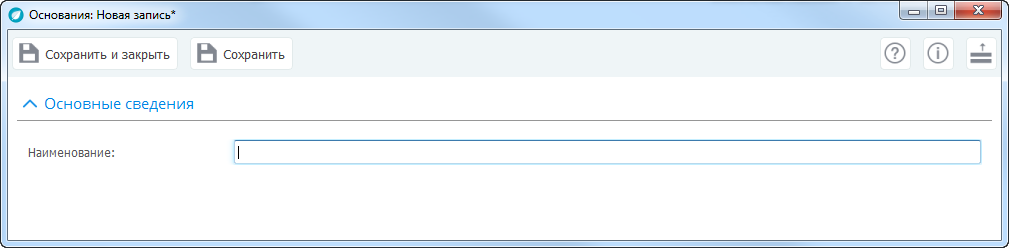 Основания: Новая запись*
Сохранить и закрыть Сохранить
Основные сведения
Наименование: